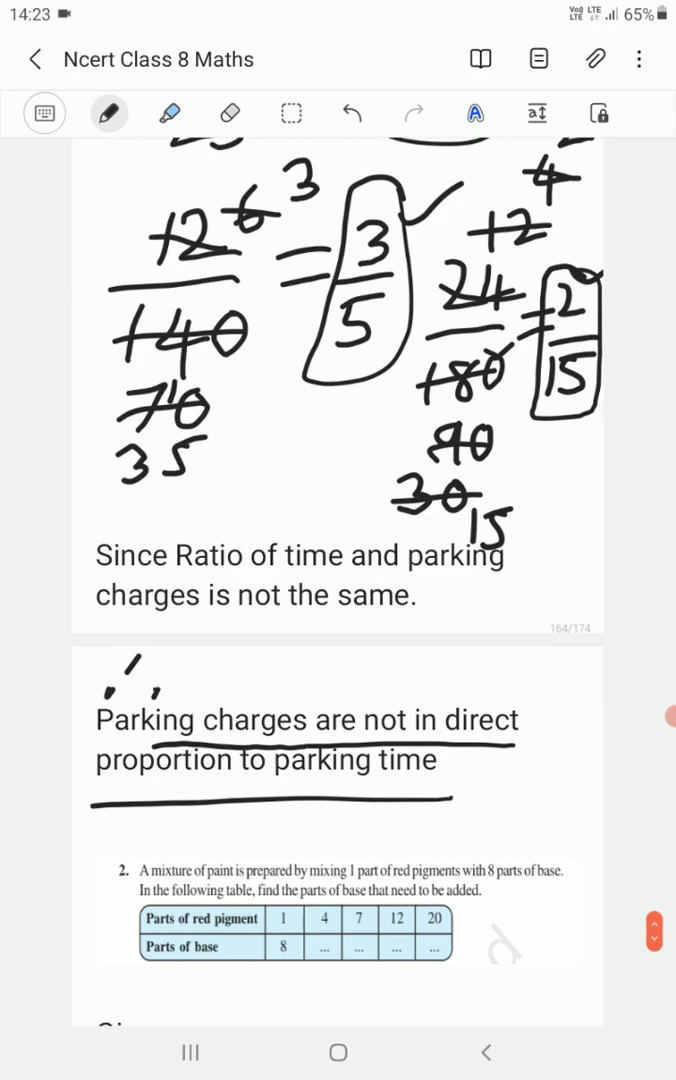 14:23
Vo) LTE LTE 65%
Ncert Class 8 Maths
4
12 6 3 = 3
140 5
70
35
12
24 = 2
180 15
90
30 15
Since Ratio of time and parking
charges is not the same.
164/174
∴
Parking charges are not in direct
proportion to parking time
2. A mixture of paint is prepared by mixing 1 part of red pigments with 8 parts of base.
In the following table, find the parts of base that need to be added.
Parts of red pigment 1 4 7 12 20
Parts of base 8 ... ... ... ...